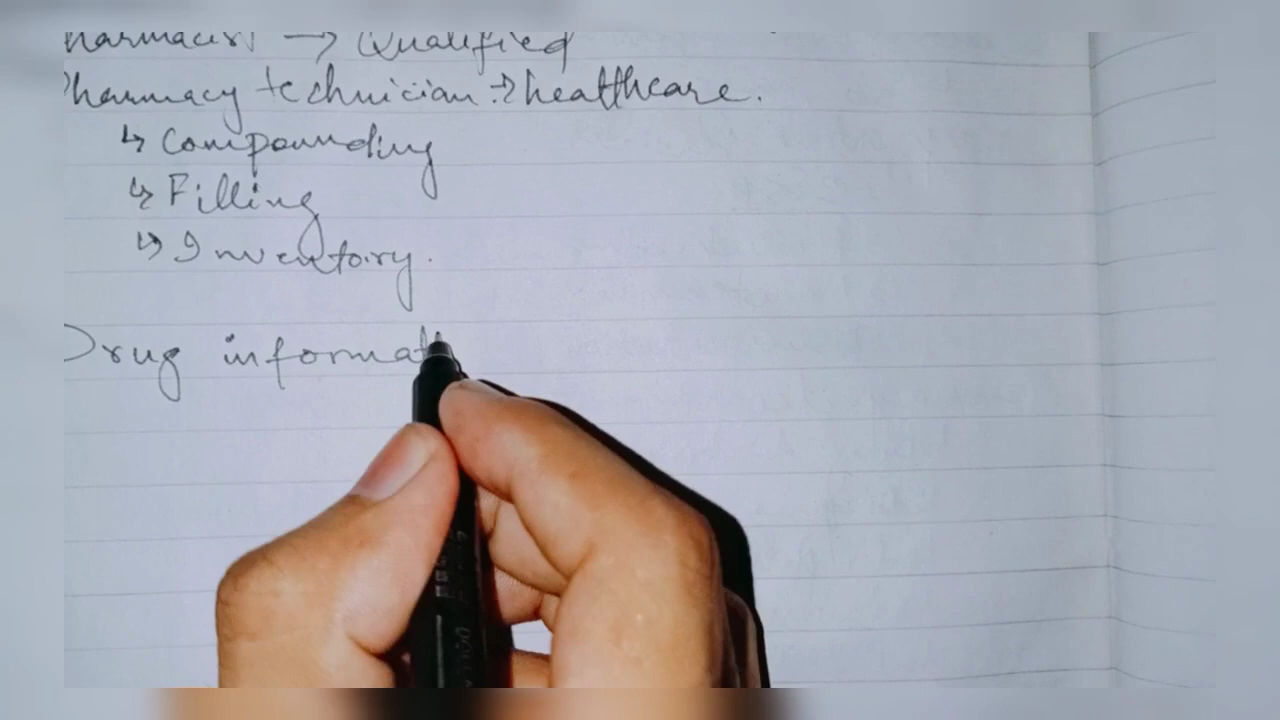 harmacist → Qualified
Pharmacy technician :→ healthcare.
↳ Compounding
↳ Filling
↳ Inventory.
Drug informat